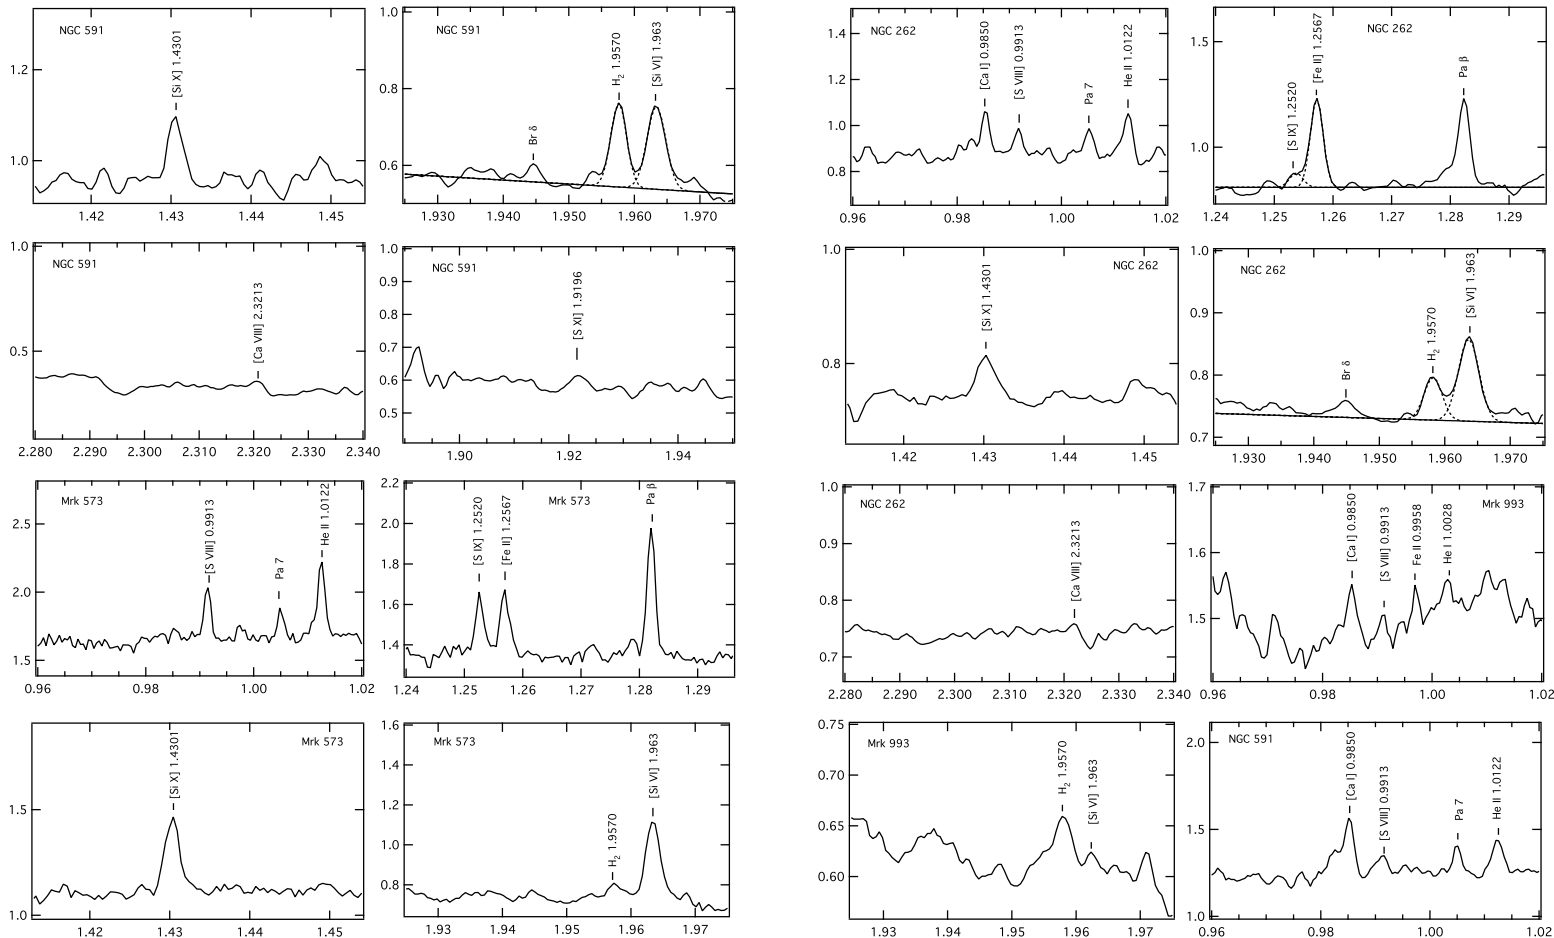 NGC 591
[Si X] 1.4301
1.2
1.0
1.42 1.43 1.44 1.45
NGC 591
Br δ
H2 1.9570
[Si VI] 1.963
1.0
0.8
0.6
1.930 1.940 1.950 1.960 1.970
NGC 262
[Ca I] 0.9850
[S VIII] 0.9913
Pa 7
He II 1.0122
1.4
1.2
1.0
0.8
0.96 0.98 1.00 1.02
NGC 262
[S IX] 1.2520
[Fe II] 1.2567
Pa β
1.5
1.0
1.24 1.25 1.26 1.27 1.28 1.29
NGC 591
[Ca VIII] 2.3213
1.0
0.5
2.280 2.290 2.300 2.310 2.320 2.330 2.340
NGC 591
[S XI] 1.9196
1.0
0.9
0.8
0.7
0.6
0.5
1.90 1.92 1.94
NGC 262
[Si X] 1.4301
1.0
0.8
1.42 1.43 1.44 1.45
NGC 262
Br δ
H2 1.9570
[Si VI] 1.963
1.0
0.9
0.8
0.7
1.930 1.940 1.950 1.960 1.970
Mrk 573
[S VIII] 0.9913
Pa 7
He II 1.0122
2.5
2.0
1.5
0.96 0.98 1.00 1.02
Mrk 573
[S IX] 1.2520
[Fe II] 1.2567
Pa β
2.2
2.0
1.8
1.6
1.4
1.24 1.25 1.26 1.27 1.28 1.29
NGC 262
[Ca VIII] 2.3213
1.0
0.9
0.8
0.7
2.280 2.290 2.300 2.310 2.320 2.330 2.340
Mrk 993
[Ca I] 0.9850
[S VIII] 0.9913
Fe II 0.9958
He I 1.0028
1.7
1.6
1.5
0.96 0.98 1.00 1.02
Mrk 573
[Si X] 1.4301
1.5
1.0
1.42 1.43 1.44 1.45
Mrk 573
H2 1.9570
[Si VI] 1.963
1.6
1.4
1.2
1.0
0.8
1.93 1.94 1.95 1.96 1.97
Mrk 993
H2 1.9570
[Si VI] 1.963
0.75
0.70
0.65
0.60
1.93 1.94 1.95 1.96 1.97
NGC 591
[Ca I] 0.9850
[S VIII] 0.9913
Pa 7
He II 1.0122
2.0
1.5
1.0
0.96 0.98 1.00 1.02